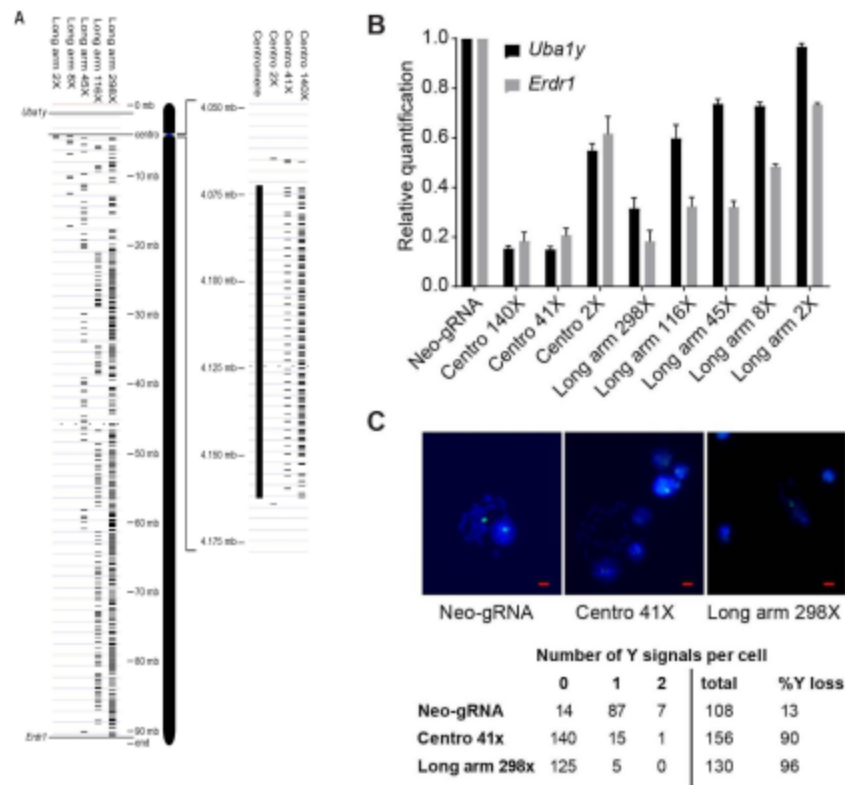 A
Long arm 2X
Long arm 8X
Long arm 45X
Long arm 116X
Long arm 298X
Uba1y
0 mb
centro
10 mb
20 mb
30 mb
40 mb
50 mb
60 mb
70 mb
80 mb
90 mb
end
Erdr1
Centromere
Centro 2X
Centro 41X
Centro 140X
4.050 mb
4.075 mb
4.100 mb
4.125 mb
4.150 mb
4.175 mb
B
Relative quantification
1.0
0.8
0.6
0.4
0.2
0.0
Uba1y
Erdr1
Neo-gRNA
Centro 140X
Centro 41X
Centro 2X
Long arm 298X
Long arm 116X
Long arm 45X
Long arm 8X
Long arm 2X
C
Neo-gRNA Centro 41X Long arm 298X
Number of Y signals per cell
0 1 2 total %Y loss
Neo-gRNA 14 87 7 108 13
Centro 41x 140 15 1 156 90
Long arm 298x 125 5 0 130 96